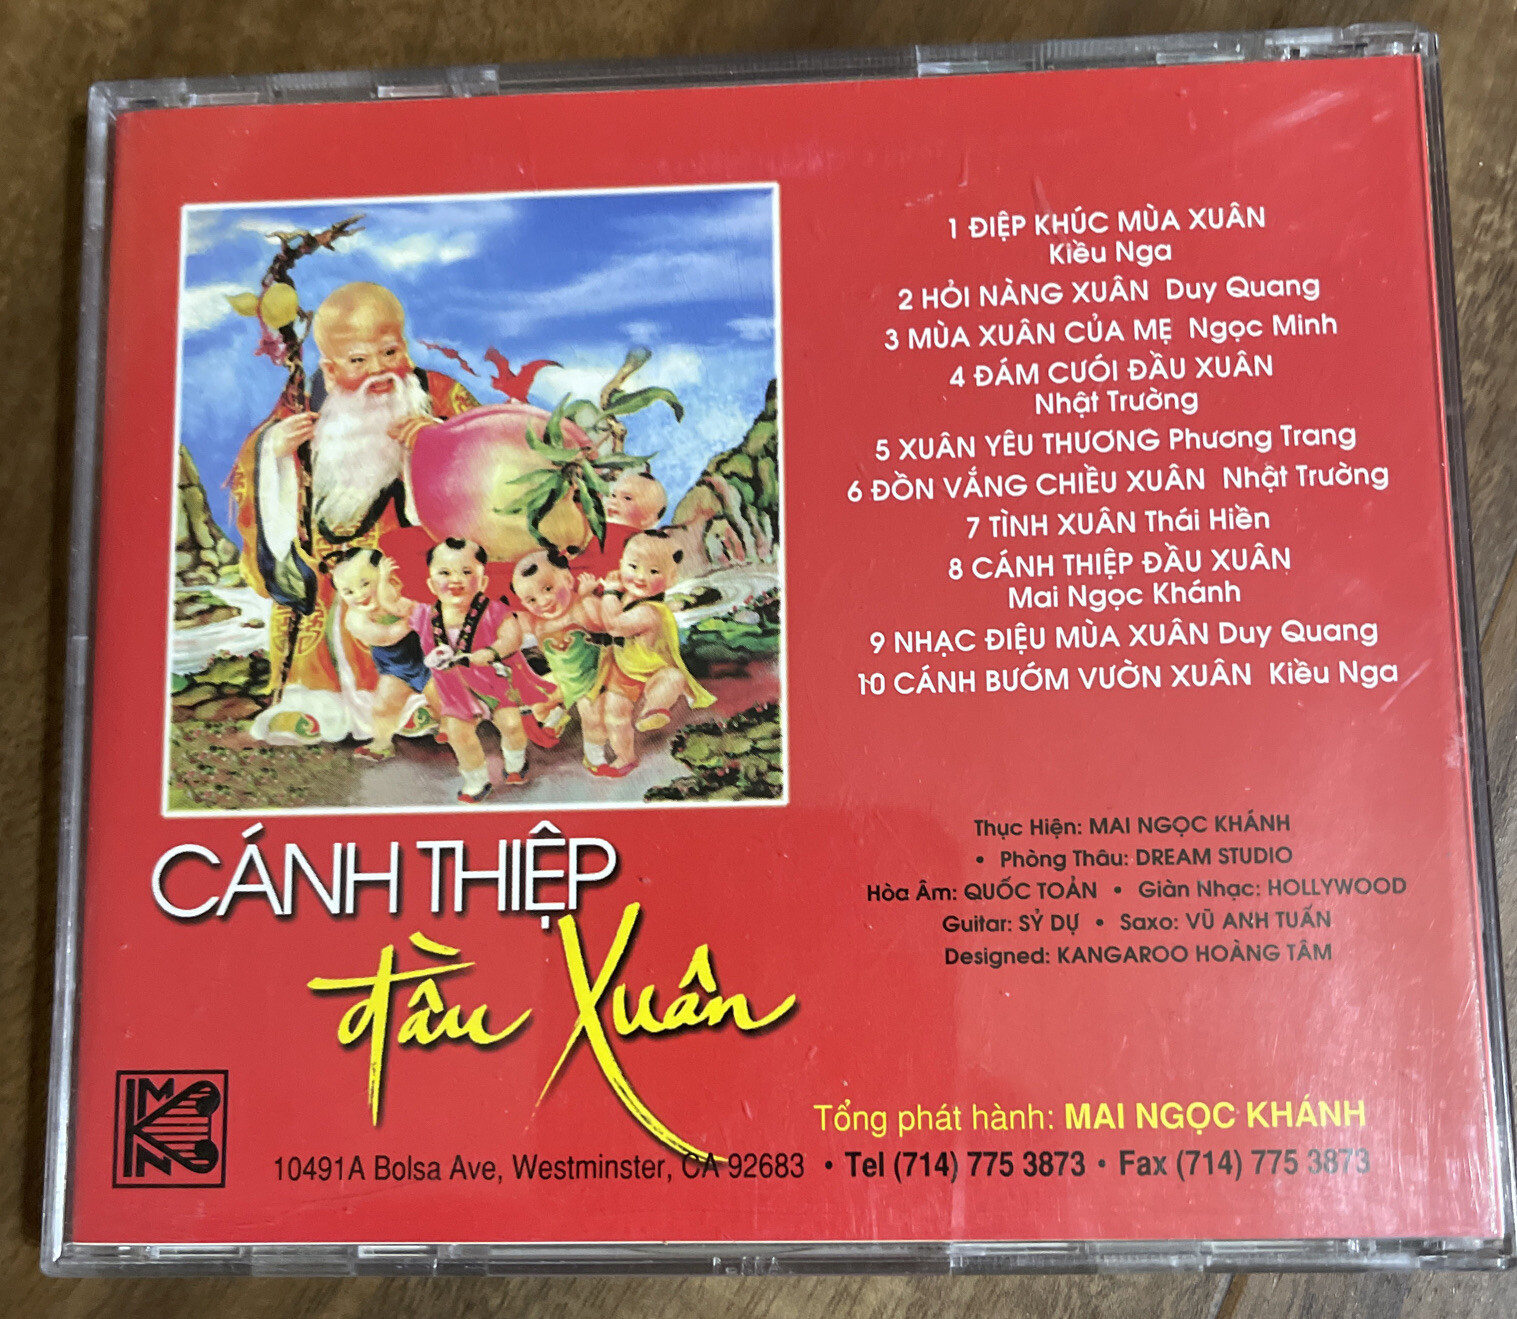 1 ĐIỆP KHÚC MÙA XUÂN
Kiều Nga
2 HỎI NÀNG XUÂN Duy Quang
3 MÙA XUÂN CỦA MẸ Ngọc Minh
4 ĐÁM CƯÓI ĐẦU XUÂN
Nhật Trường
5 XUÂN YÊU THƯƠNG Phương Trang
6 ĐỒN VẮNG CHIỀU XUÂN Nhật Trường
7 TÌNH XUÂN Thái Hiền
8 CÁNH THIỆP ĐẦU XUÂN
Mai Ngọc Khánh
9 NHẠC ĐIỆU MÙA XUÂN Duy Quang
10 CÁNH BƯỚM VƯỜN XUÂN Kiều Nga
CÁNH THIỆP
đầu Xuân
Thực Hiện: MAI NGỌC KHÁNH
• Phòng Thâu: DREAM STUDIO
Hòa Âm: QUỐC TOẢN • Giàn Nhạc: HOLLYWOOD
Guitar: SỶ DỰ • Saxo: VŨ ANH TUẤN
Designed: KANGAROO HOÀNG TÂM
Tổng phát hành: MAI NGỌC KHÁNH
10491A Bolsa Ave, Westminster, CA 92683 • Tel (714) 775 3873 • Fax (714) 775 3873